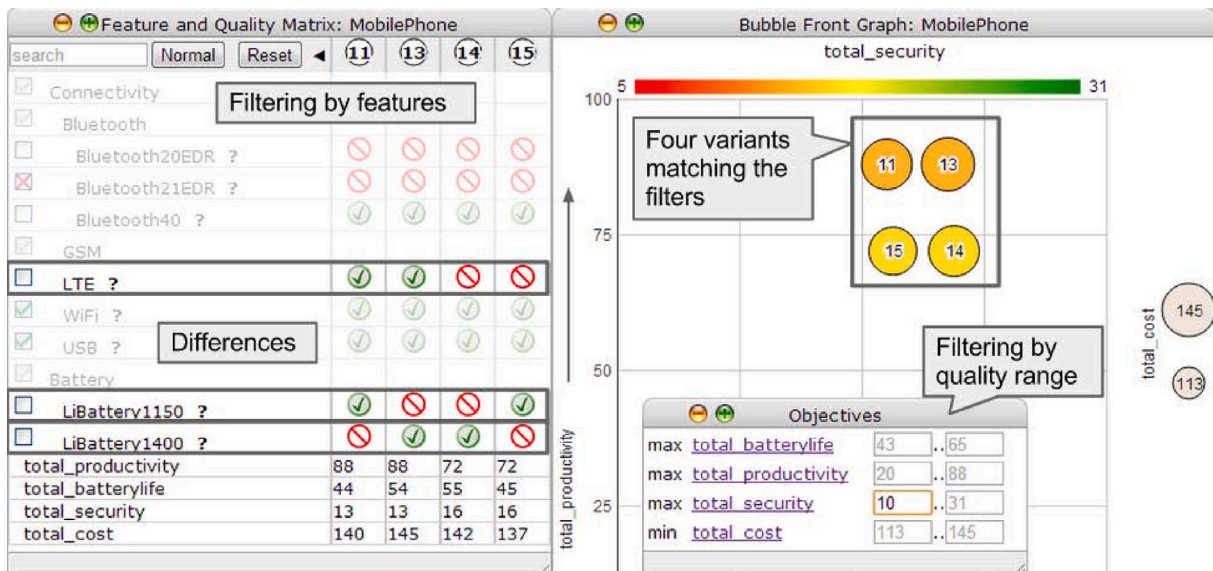 Feature and Quality Matrix: MobilePhone
search Normal Reset ◄ 11 13 14 15
Connectivity
Filtering by features
Bluetooth
Bluetooth20EDR ?
Bluetooth21EDR ?
Bluetooth40 ?
GSM
LTE ?
WiFi ?
USB ?
Differences
Battery
LiBattery1150 ?
LiBattery1400 ?
total_productivity 88 88 72 72
total_batterylife 44 54 55 45
total_security 13 13 16 16
total_cost 140 145 142 137
Bubble Front Graph: MobilePhone
total_security
5 31
100
75
50
25
total_productivity
Four variants
matching the
filters
11 13
15 14
Filtering by
quality range
total_cost
145
113
Objectives
max total_batterylife 43 .. 65
max total_productivity 20 .. 88
max total_security 10 .. 31
min total_cost 113 .. 145